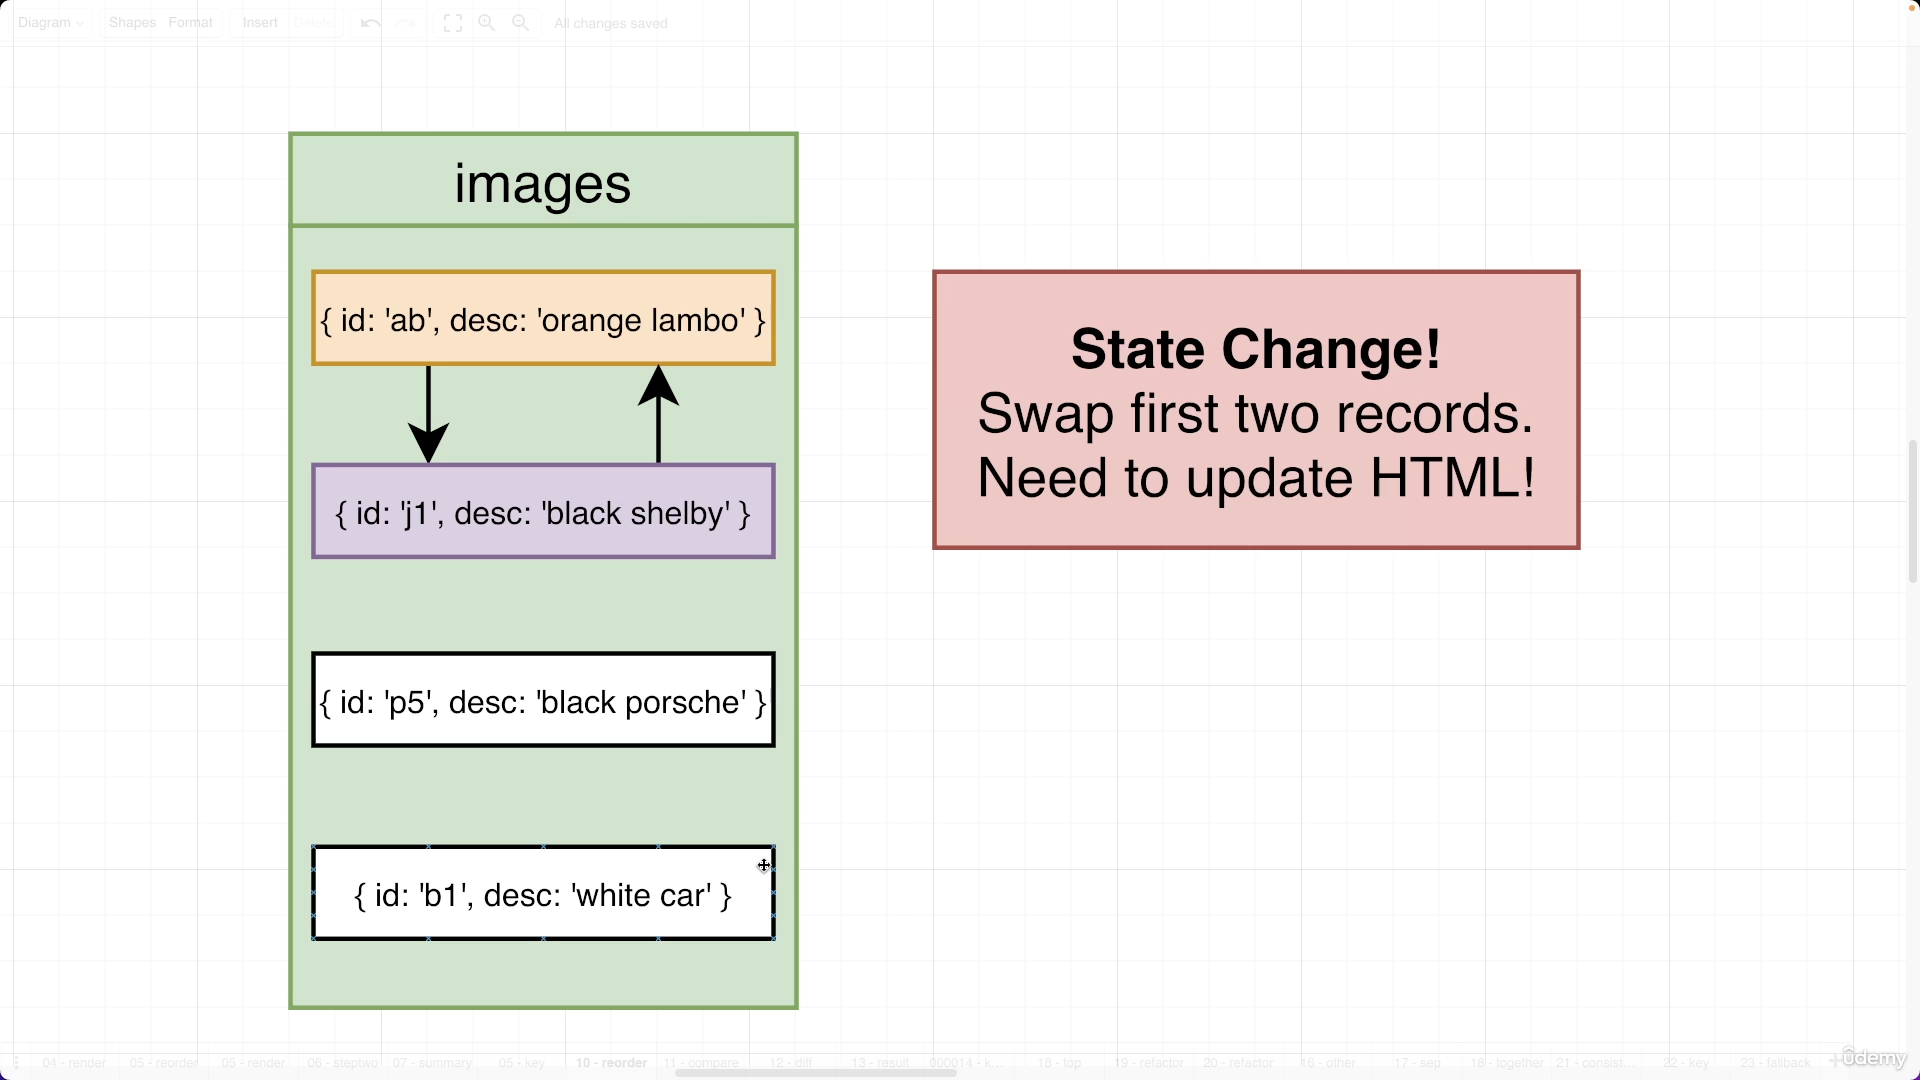 Diagram Shapes Format Insert Delete All changes saved
images
{ id: 'ab', desc: 'orange lambo' }
{ id: 'j1', desc: 'black shelby' }
{ id: 'p5', desc: 'black porsche' }
{ id: 'b1', desc: 'white car' }
State Change!
Swap first two records.
Need to update HTML!
04 - render 05 - reorder 05 - render 06 - steptwo 07 - summary 05 - key 10 - reorder 11 - compare 12 - diff 13 - result 000014 - k... 18 - top 19 - refactor 20 - refactor 16 - other 17 - sep 18 - together 21 - consist... 22 - key 23 - fallback
ûdemy